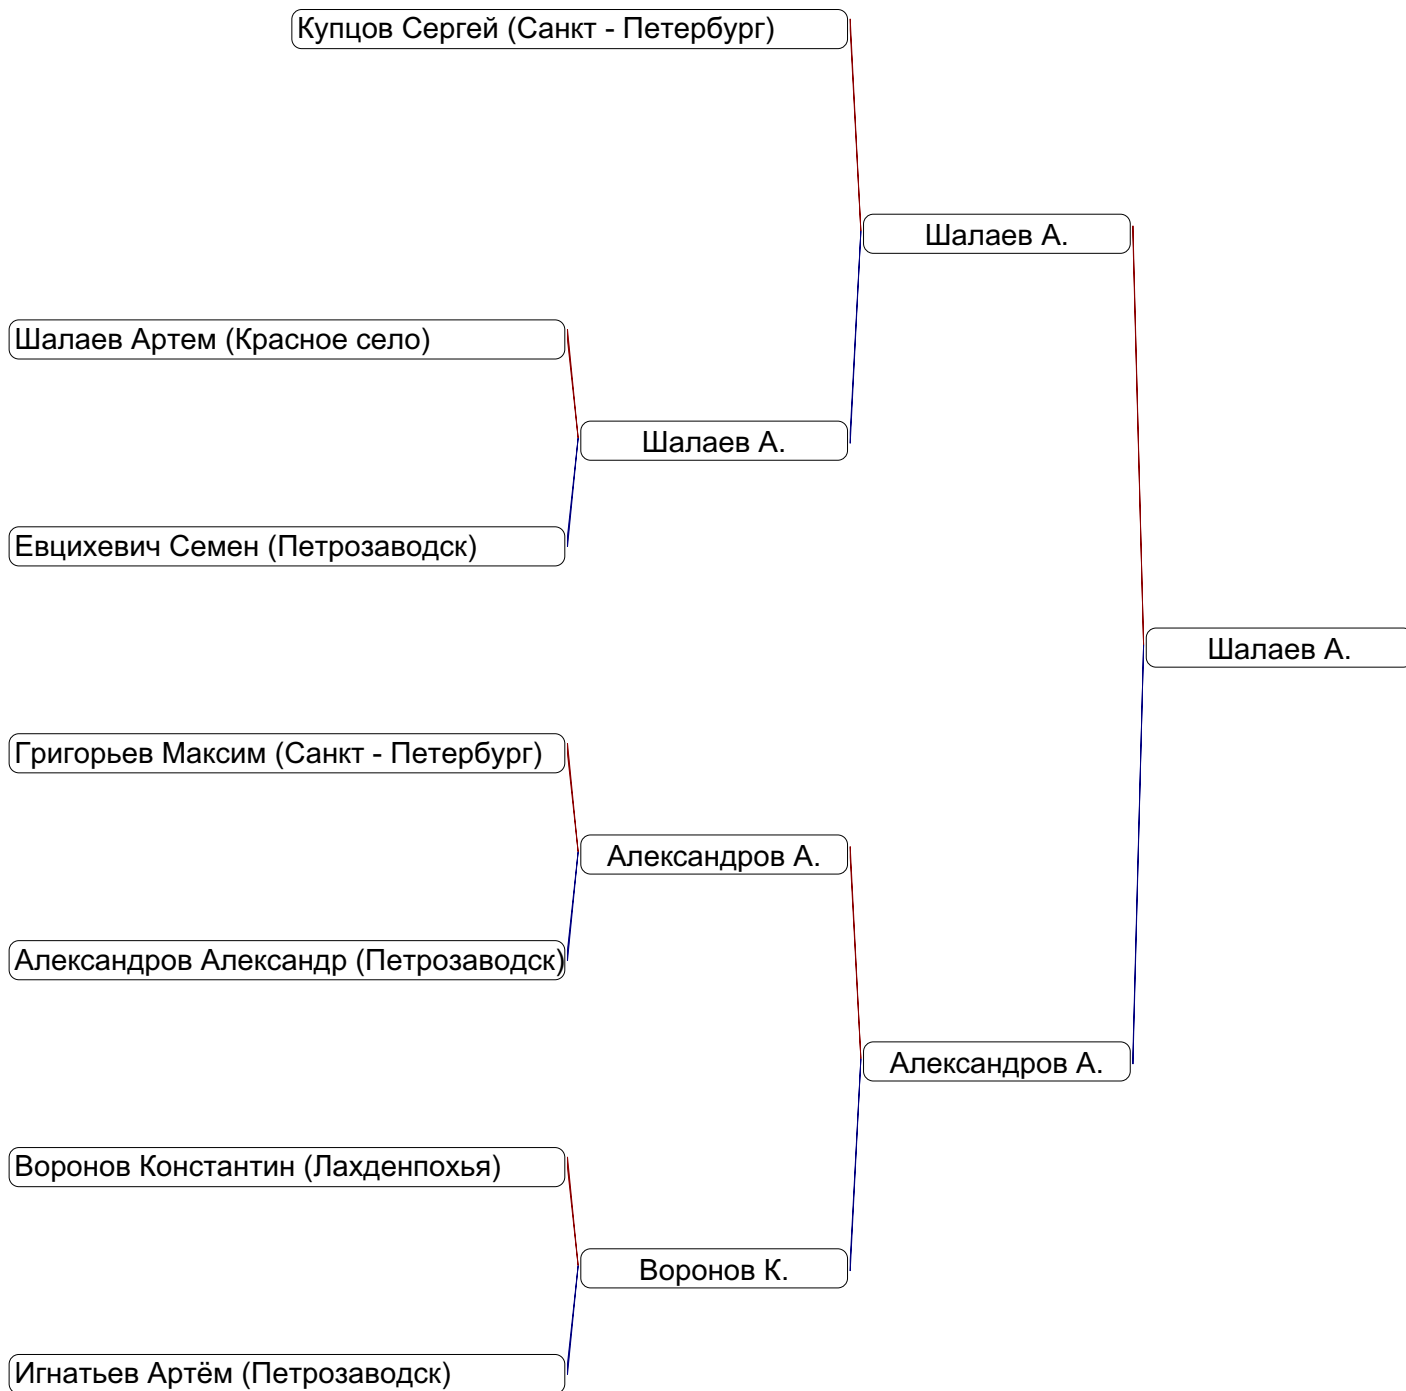 Купцов Сергей (Санкт - Петербург)
Шалаев А.
Шалаев Артем (Красное село)
Шалаев А.
Евцихевич Семен (Петрозаводск)
Шалаев А.
Григорьев Максим (Санкт - Петербург)
Александров А.
Александров Александр (Петрозаводск)
Александров А.
Воронов Константин (Лахденпохья)
Воронов К.
Игнатьев Артём (Петрозаводск)